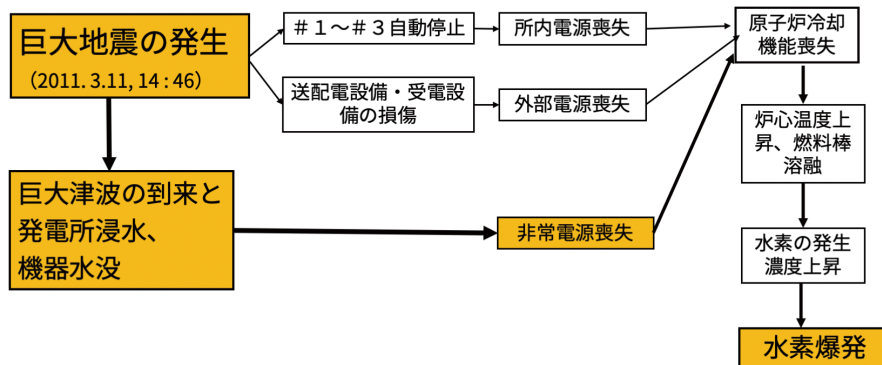 巨大地震の発生
（2011. 3.11, 14 : 46）
＃１～＃３自動停止
所内電源喪失
原子炉冷却
機能喪失
送配電設備・受電設
備の損傷
外部電源喪失
炉心温度上
昇、燃料棒
溶融
巨大津波の到来と
発電所浸水、
機器水没
非常電源喪失
水素の発生
濃度上昇
水素爆発